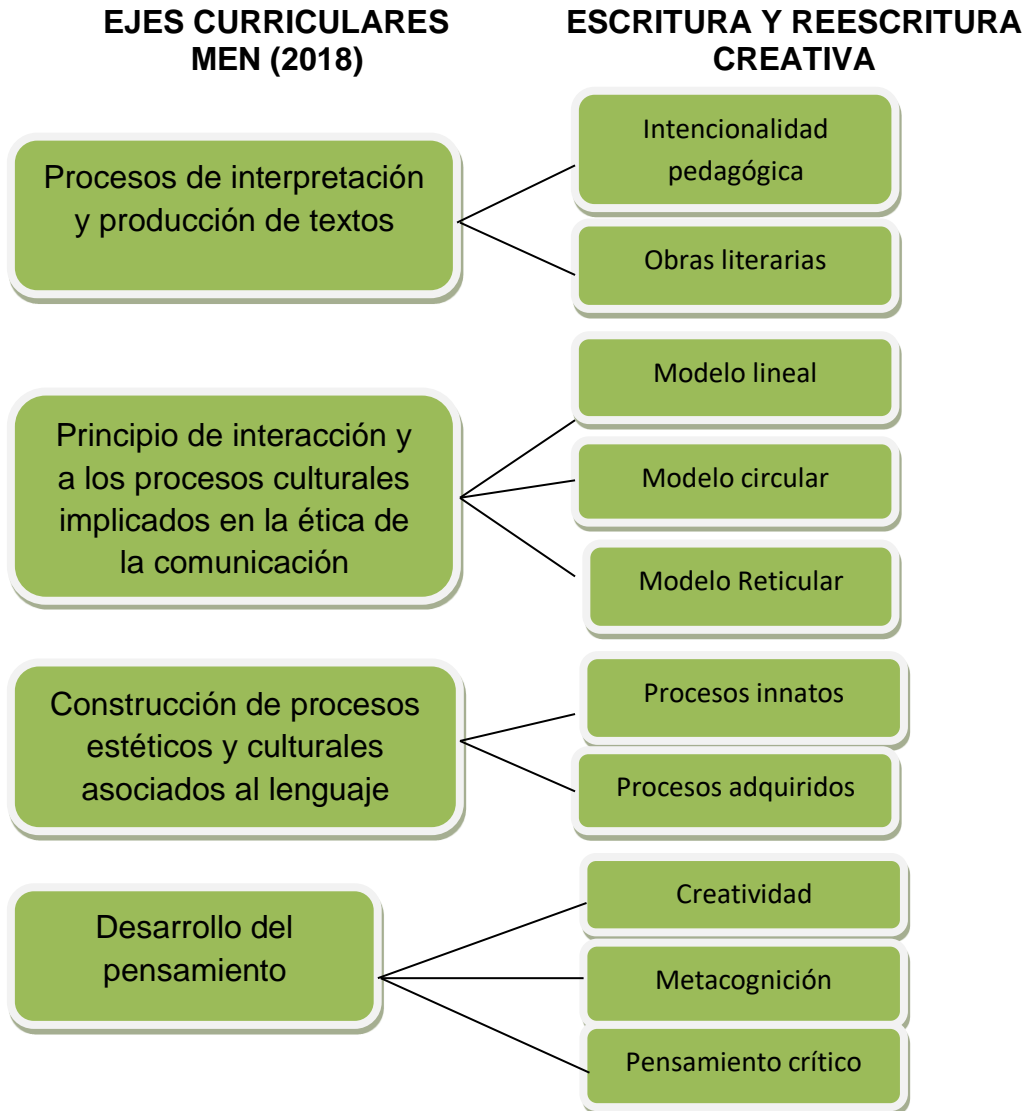 EJES CURRICULARES
MEN (2018)
ESCRITURA Y REESCRITURA
CREATIVA
Procesos de interpretación
y producción de textos
Intencionalidad
pedagógica
Obras literarias
Principio de interacción y
a los procesos culturales
implicados en la ética de
la comunicación
Modelo lineal
Modelo circular
Modelo Reticular
Construcción de procesos
estéticos y culturales
asociados al lenguaje
Procesos innatos
Procesos adquiridos
Desarrollo del
pensamiento
Creatividad
Metacognición
Pensamiento crítico